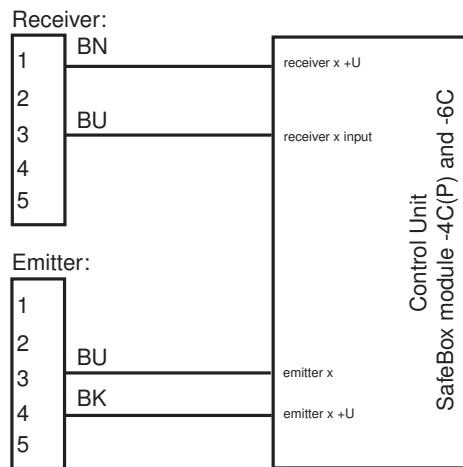 Receiver:
BN
1
receiver x +U
2
BU
3
receiver x input
4
5
Control Unit
SafeBox module -4C(P) and -6C
Emitter:
1
2
BU
3
emitter x
BK
4
emitter x +U
5